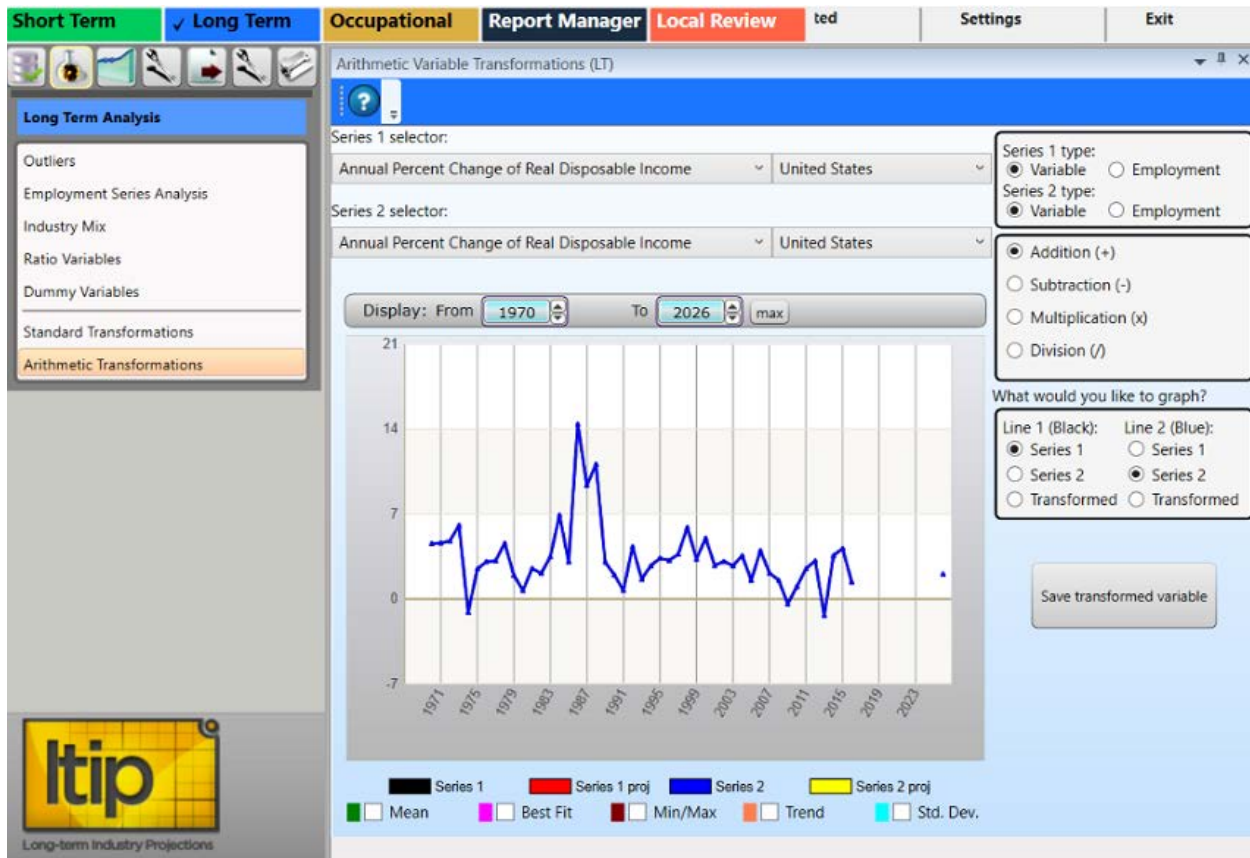 Short Term
✓ Long Term
Occupational
Report Manager
Local Review
ted
Settings
Exit
Long Term Analysis
Outliers
Employment Series Analysis
Industry Mix
Ratio Variables
Dummy Variables
Standard Transformations
Arithmetic Transformations
ltip
Long-term Industry Projections
Arithmetic Variable Transformations (LT)
?
Series 1 selector:
Annual Percent Change of Real Disposable Income
United States
Series 2 selector:
Annual Percent Change of Real Disposable Income
United States
Display: From 1970 To 2026 max
21
14
7
0
-7
1971 1975 1979 1983 1987 1991 1995 1999 2003 2007 2011 2015 2019 2023
Series 1 Series 1 proj Series 2 Series 2 proj
Mean Best Fit Min/Max Trend Std. Dev.
Series 1 type:
Variable Employment
Series 2 type:
Variable Employment
Addition (+)
Subtraction (-)
Multiplication (x)
Division (/)
What would you like to graph?
Line 1 (Black): Line 2 (Blue):
Series 1 Series 1
Series 2 Series 2
Transformed Transformed
Save transformed variable